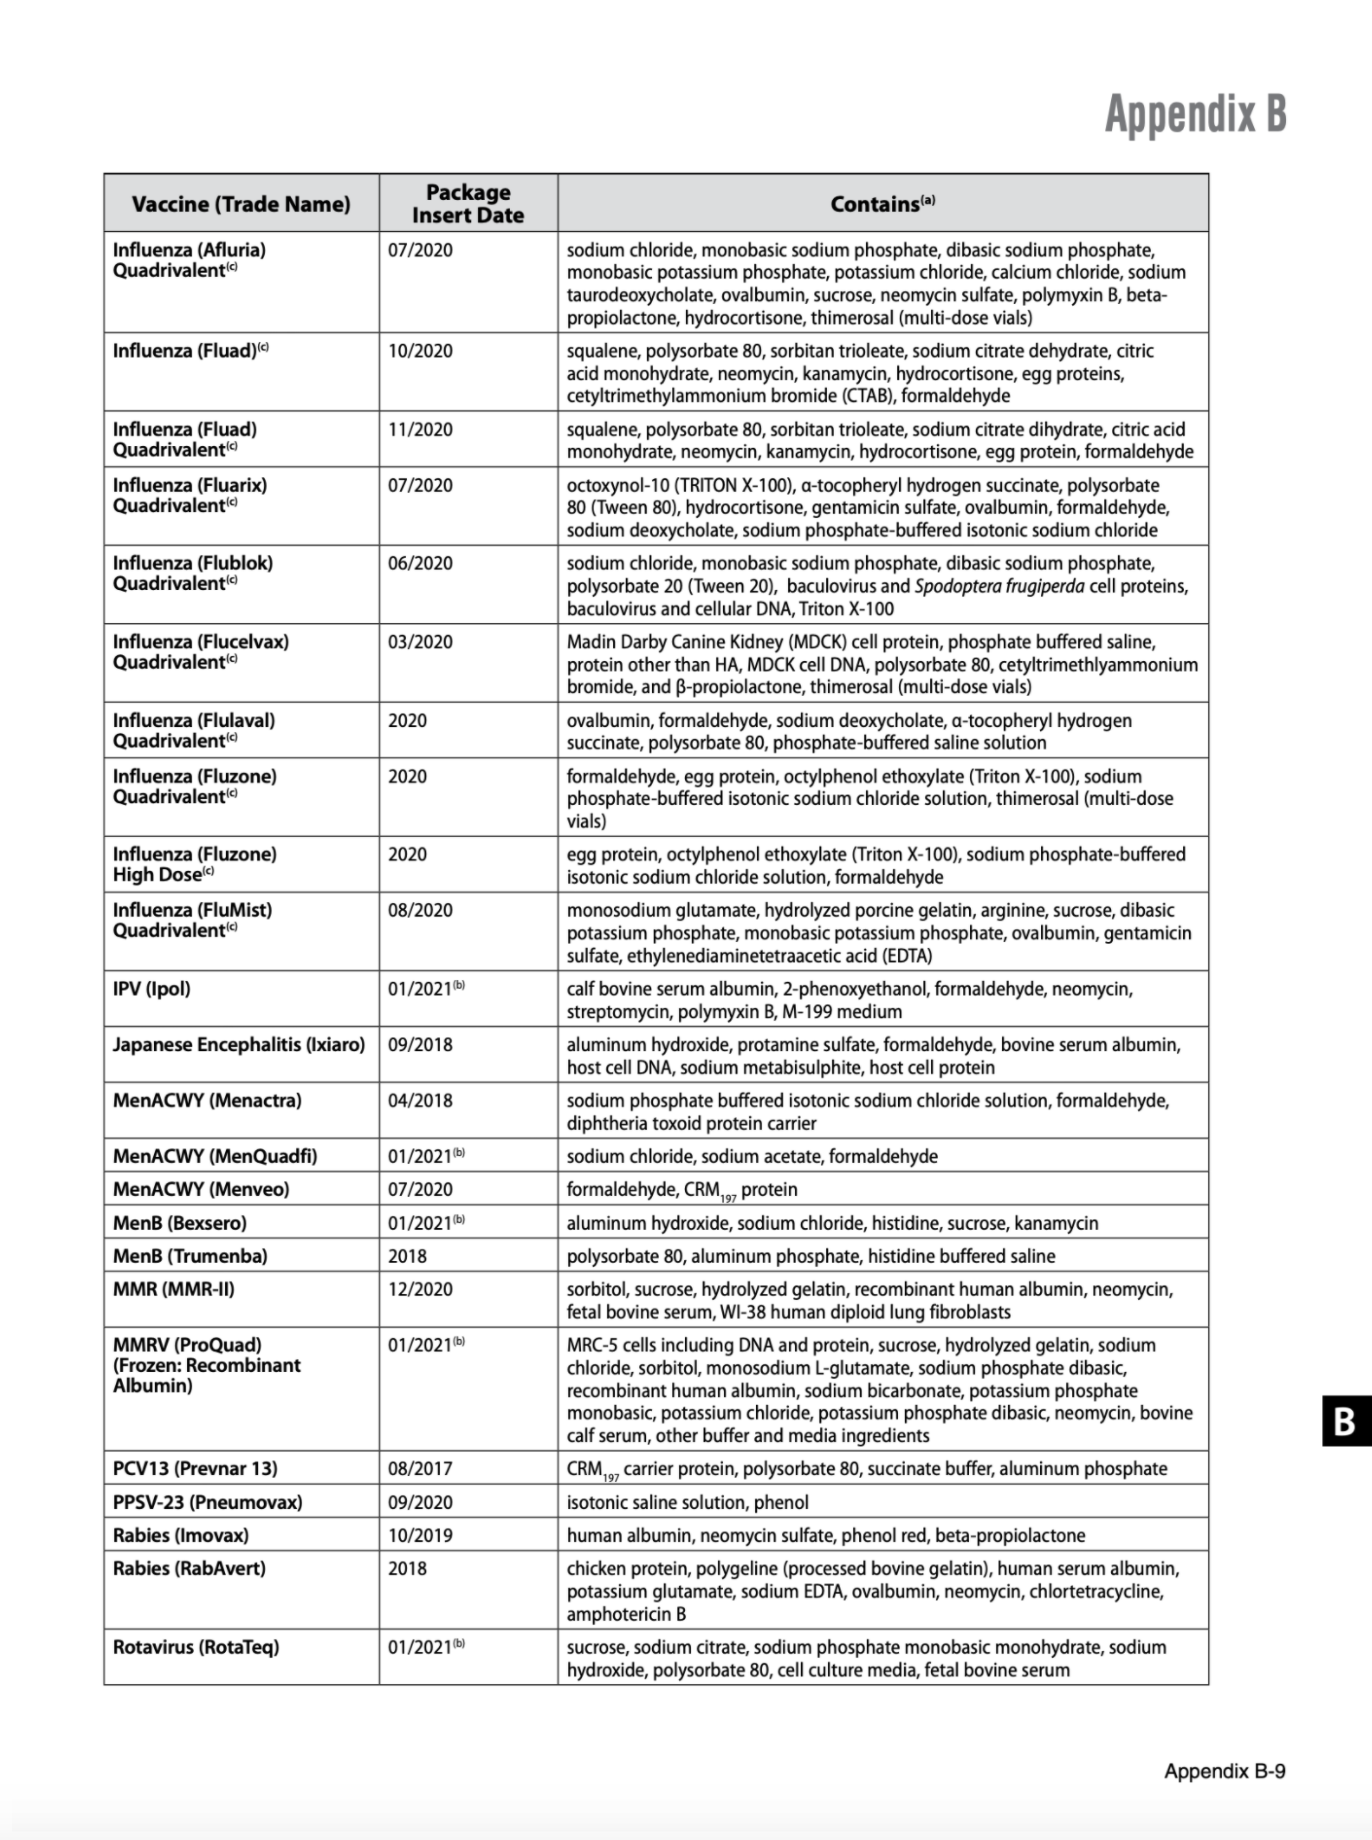 Appendix B
Vaccine (Trade Name)
Package
Insert Date
Contains(a)
Influenza (Afluria)
Quadrivalent(c)
07/2020
sodium chloride, monobasic sodium phosphate, dibasic sodium phosphate,
monobasic potassium phosphate, potassium chloride, calcium chloride, sodium
taurodeoxycholate, ovalbumin, sucrose, neomycin sulfate, polymyxin B, beta-
propiolactone, hydrocortisone, thimerosal (multi-dose vials)
Influenza (Fluad)(c)
10/2020
squalene, polysorbate 80, sorbitan trioleate, sodium citrate dehydrate, citric
acid monohydrate, neomycin, kanamycin, hydrocortisone, egg proteins,
cetyltrimethylammonium bromide (CTAB), formaldehyde
Influenza (Fluad)
Quadrivalent(c)
11/2020
squalene, polysorbate 80, sorbitan trioleate, sodium citrate dihydrate, citric acid
monohydrate, neomycin, kanamycin, hydrocortisone, egg protein, formaldehyde
Influenza (Fluarix)
Quadrivalent(c)
07/2020
octoxynol-10 (TRITON X-100), α-tocopheryl hydrogen succinate, polysorbate
80 (Tween 80), hydrocortisone, gentamicin sulfate, ovalbumin, formaldehyde,
sodium deoxycholate, sodium phosphate-buffered isotonic sodium chloride
Influenza (Flublok)
Quadrivalent(c)
06/2020
sodium chloride, monobasic sodium phosphate, dibasic sodium phosphate,
polysorbate 20 (Tween 20), baculovirus and Spodoptera frugiperda cell proteins,
baculovirus and cellular DNA, Triton X-100
Influenza (Flucelvax)
Quadrivalent(c)
03/2020
Madin Darby Canine Kidney (MDCK) cell protein, phosphate buffered saline,
protein other than HA, MDCK cell DNA, polysorbate 80, cetyltrimethlyammonium
bromide, and β-propiolactone, thimerosal (multi-dose vials)
Influenza (Flulaval)
Quadrivalent(c)
2020
ovalbumin, formaldehyde, sodium deoxycholate, α-tocopheryl hydrogen
succinate, polysorbate 80, phosphate-buffered saline solution
Influenza (Fluzone)
Quadrivalent(c)
2020
formaldehyde, egg protein, octylphenol ethoxylate (Triton X-100), sodium
phosphate-buffered isotonic sodium chloride solution, thimerosal (multi-dose
vials)
Influenza (Fluzone)
High Dose(c)
2020
egg protein, octylphenol ethoxylate (Triton X-100), sodium phosphate-buffered
isotonic sodium chloride solution, formaldehyde
Influenza (FluMist)
Quadrivalent(c)
08/2020
monosodium glutamate, hydrolyzed porcine gelatin, arginine, sucrose, dibasic
potassium phosphate, monobasic potassium phosphate, ovalbumin, gentamicin
sulfate, ethylenediaminetetraacetic acid (EDTA)
IPV (Ipol)
01/2021(b)
calf bovine serum albumin, 2-phenoxyethanol, formaldehyde, neomycin,
streptomycin, polymyxin B, M-199 medium
Japanese Encephalitis (Ixiaro)
09/2018
aluminum hydroxide, protamine sulfate, formaldehyde, bovine serum albumin,
host cell DNA, sodium metabisulphite, host cell protein
MenACWY (Menactra)
04/2018
sodium phosphate buffered isotonic sodium chloride solution, formaldehyde,
diphtheria toxoid protein carrier
MenACWY (MenQuadfi)
01/2021(b)
sodium chloride, sodium acetate, formaldehyde
MenACWY (Menveo)
07/2020
formaldehyde, CRM197 protein
MenB (Bexsero)
01/2021(b)
aluminum hydroxide, sodium chloride, histidine, sucrose, kanamycin
MenB (Trumenba)
2018
polysorbate 80, aluminum phosphate, histidine buffered saline
MMR (MMR-II)
12/2020
sorbitol, sucrose, hydrolyzed gelatin, recombinant human albumin, neomycin,
fetal bovine serum, WI-38 human diploid lung fibroblasts
MMRV (ProQuad)
(Frozen: Recombinant
Albumin)
01/2021(b)
MRC-5 cells including DNA and protein, sucrose, hydrolyzed gelatin, sodium
chloride, sorbitol, monosodium L-glutamate, sodium phosphate dibasic,
recombinant human albumin, sodium bicarbonate, potassium phosphate
monobasic, potassium chloride, potassium phosphate dibasic, neomycin, bovine
calf serum, other buffer and media ingredients
B
PCV13 (Prevnar 13)
08/2017
CRM197 carrier protein, polysorbate 80, succinate buffer, aluminum phosphate
PPSV-23 (Pneumovax)
09/2020
isotonic saline solution, phenol
Rabies (Imovax)
10/2019
human albumin, neomycin sulfate, phenol red, beta-propiolactone
Rabies (RabAvert)
2018
chicken protein, polygeline (processed bovine gelatin), human serum albumin,
potassium glutamate, sodium EDTA, ovalbumin, neomycin, chlortetracycline,
amphotericin B
Rotavirus (RotaTeq)
01/2021(b)
sucrose, sodium citrate, sodium phosphate monobasic monohydrate, sodium
hydroxide, polysorbate 80, cell culture media, fetal bovine serum
Appendix B-9